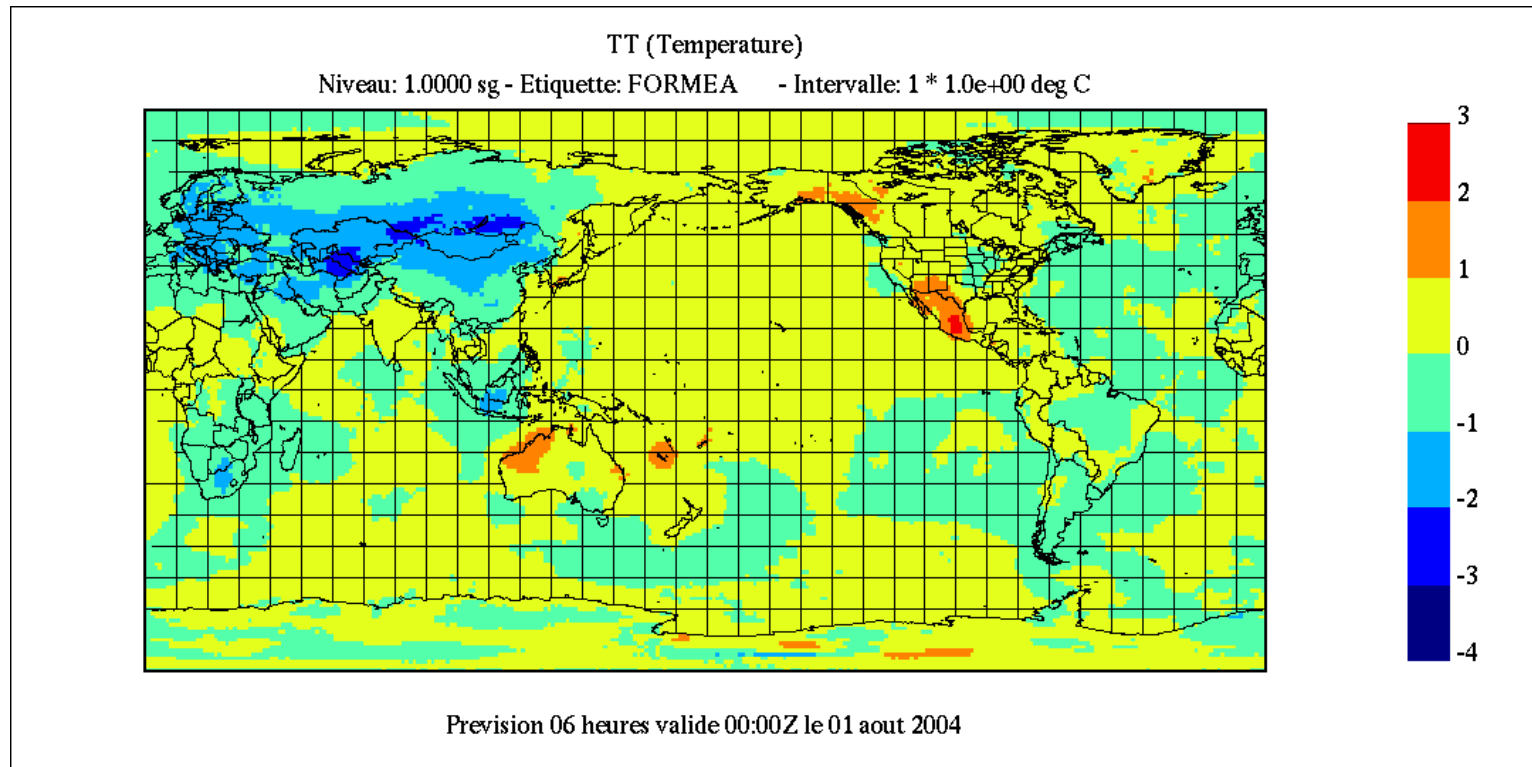 TT (Temperature)
Niveau: 1.0000 sg - Etiquette: FORMEA - Intervalle: 1 * 1.0e+00 deg C
3
2
1
0
-1
-2
-3
-4
Prevision 06 heures valide 00:00Z le 01 aout 2004